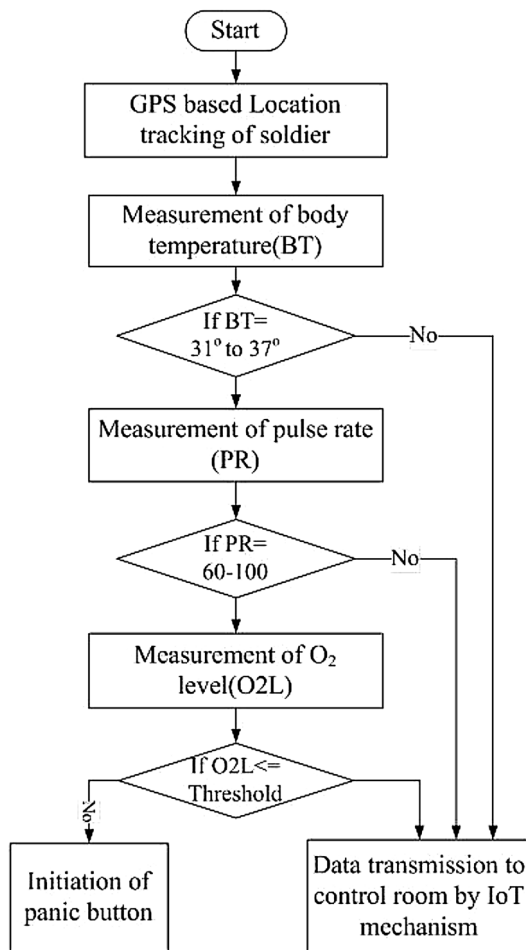 Start
GPS based Location
tracking of soldier
Measurement of body
temperature(BT)
If BT=
31° to 37°
No
Measurement of pulse rate
(PR)
If PR=
60-100
No
Measurement of O₂
level(O2L)
If O2L<=
Threshold
No
Initiation of
panic button
Data transmission to
control room by IoT
mechanism